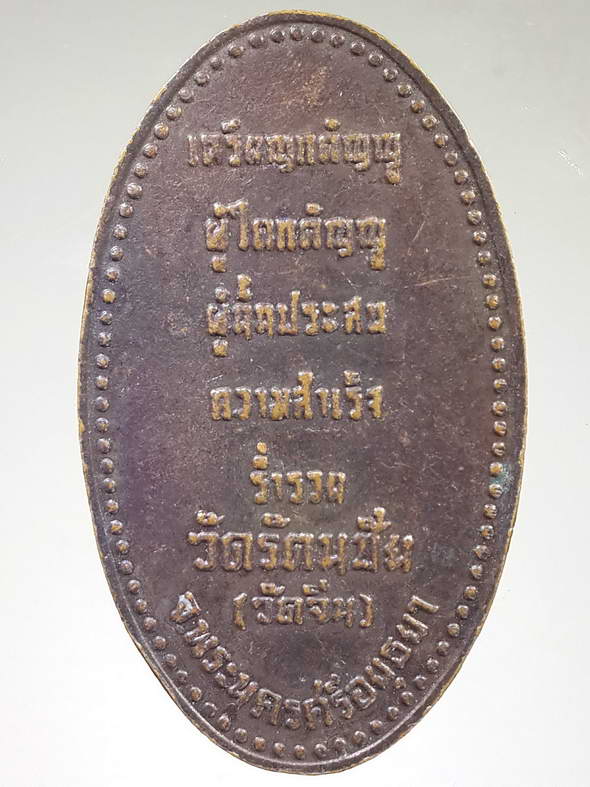 เหรียญกตัญญู
ผู้ใดกตัญญู
ผู้นั้นประสบ
ความสำเร็จ
ร่ำรวย
วัดรัตนชัย
(วัดจีน)
จ.พระนครศรีอยุธยา